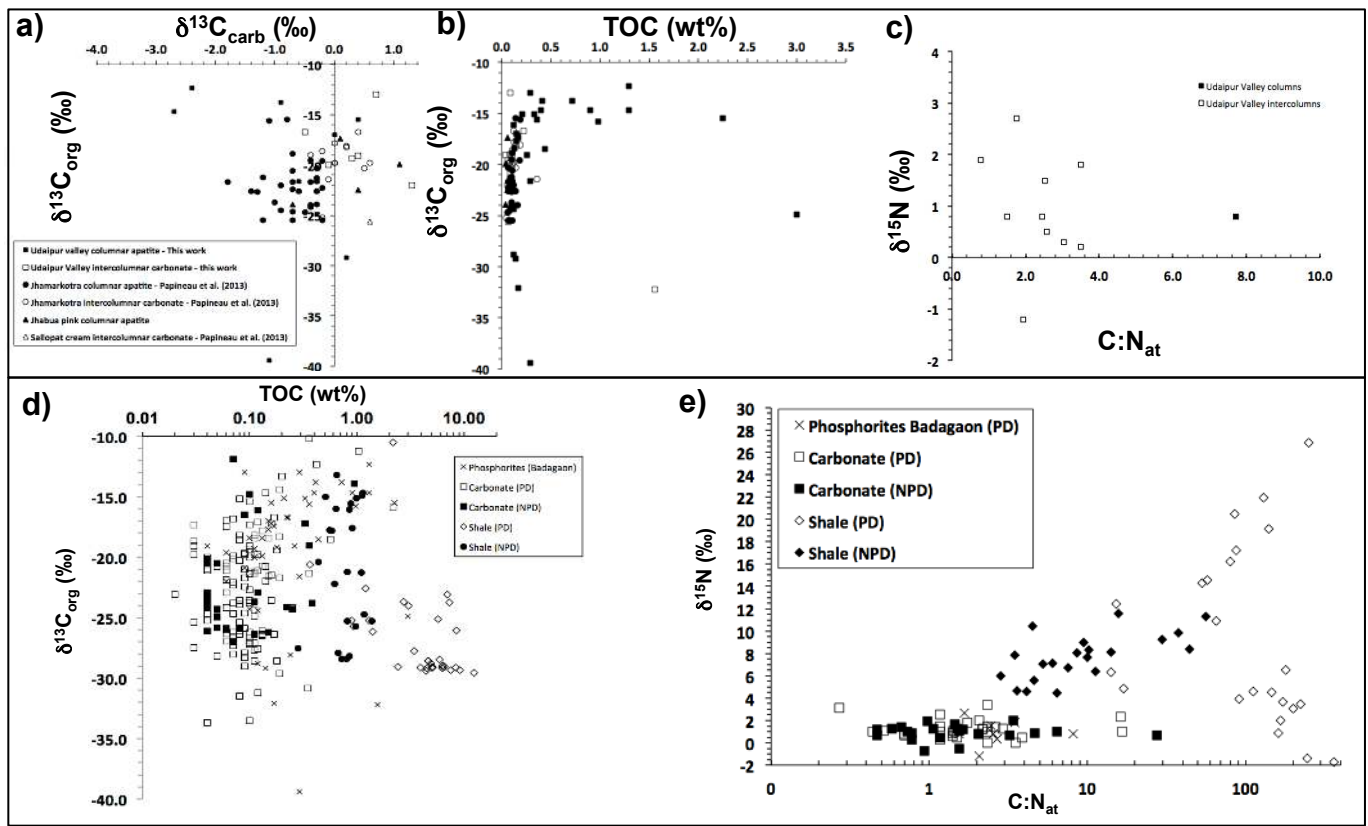 a)
δ13Ccarb (‰)
-4.0 -3.0 -2.0 -1.0 0.0 1.0
δ13Corg (‰)
-10
-15
-20
-25
-30
-35
-40
Udaipur valley columnar apatite - This work
Udaipur Valley intercolumnar carbonate - this work
Jhamarkotra columnar apatite - Papineau et al. (2013)
Jhamarkotra intercolumnar carbonate - Papineau et al. (2013)
Jhabua pink columnar apatite
Sallopat cream intercolumnar carbonate - Papineau et al. (2013)
b)
TOC (wt%)
0.0 0.5 1.0 1.5 2.0 2.5 3.0 3.5
δ13Corg (‰)
-10
-15
-20
-25
-30
-35
-40
c)
4
3
2
1
0
-1
-2
δ15N (‰)
0.0 2.0 4.0 6.0 8.0 10.0
C:Nat
Udaipur Valley columns
Udaipur Valley intercolumns
d)
TOC (wt%)
0.01 0.10 1.00 10.00
δ13Corg (‰)
-10.0
-15.0
-20.0
-25.0
-30.0
-35.0
-40.0
Phosphorites (Badagaon)
Carbonate (PD)
Carbonate (NPD)
Shale (PD)
Shale (NPD)
e)
30
28
26
24
22
20
18
16
14
12
10
8
6
4
2
0
-2
δ15N (‰)
Phosphorites Badagaon (PD)
Carbonate (PD)
Carbonate (NPD)
Shale (PD)
Shale (NPD)
0 1 10 100
C:Nat